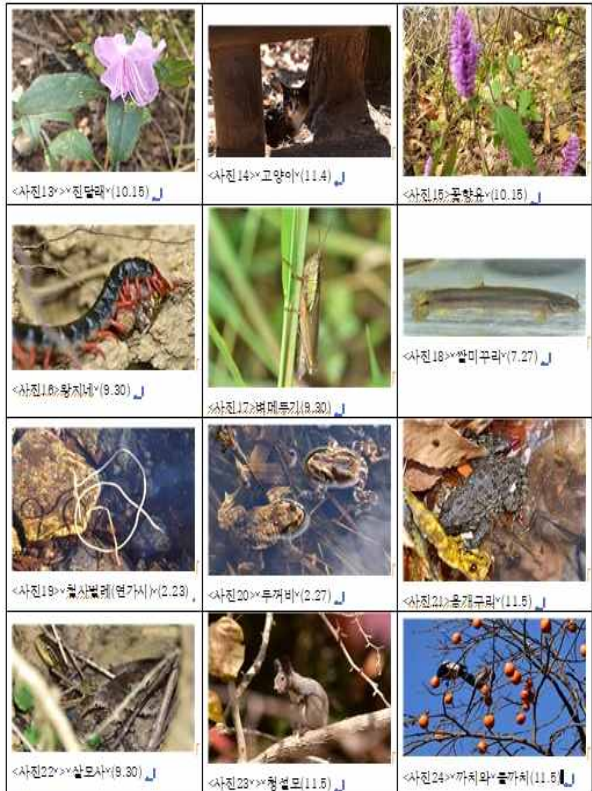 <사진13>˅진달래˅(10.15)
<사진14>˅고양이˅(11.4)
<사진15>˅꽃향유˅(10.15)
<사진16>왕지네˅(9.30)
<사진17>벼메뚜기(9.30)
<사진18>˅쌀미꾸리˅(7.27)
<사진19>˅철사벌레(연가시)˅(2.23)
<사진20>˅두꺼비˅(2.27)
<사진21>옴개구리˅(11.5)
<사진22>˅살모사˅(9.30)
<사진23>˅청설모(11.5)
<사진24>˅까치와˅물까치(11.5)